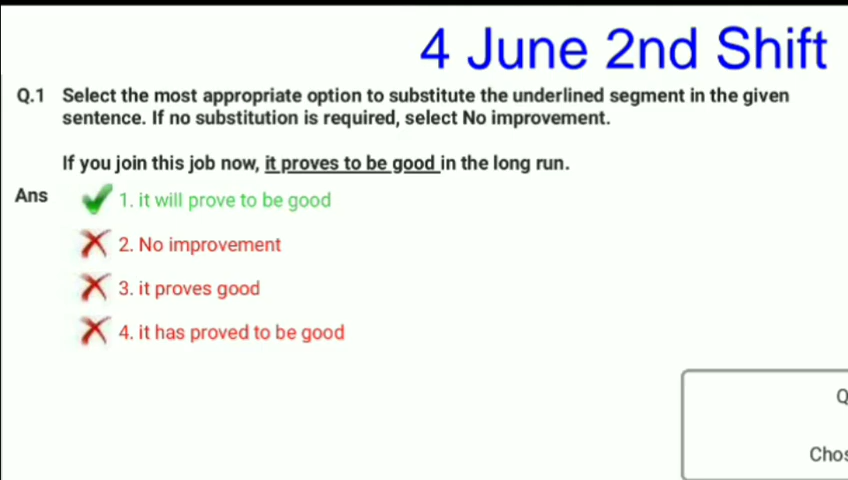 4 June 2nd Shift
Q.1 Select the most appropriate option to substitute the underlined segment in the given
sentence. If no substitution is required, select No improvement.
If you join this job now, it proves to be good in the long run.
Ans 1. it will prove to be good
2. No improvement
3. it proves good
4. it has proved to be good